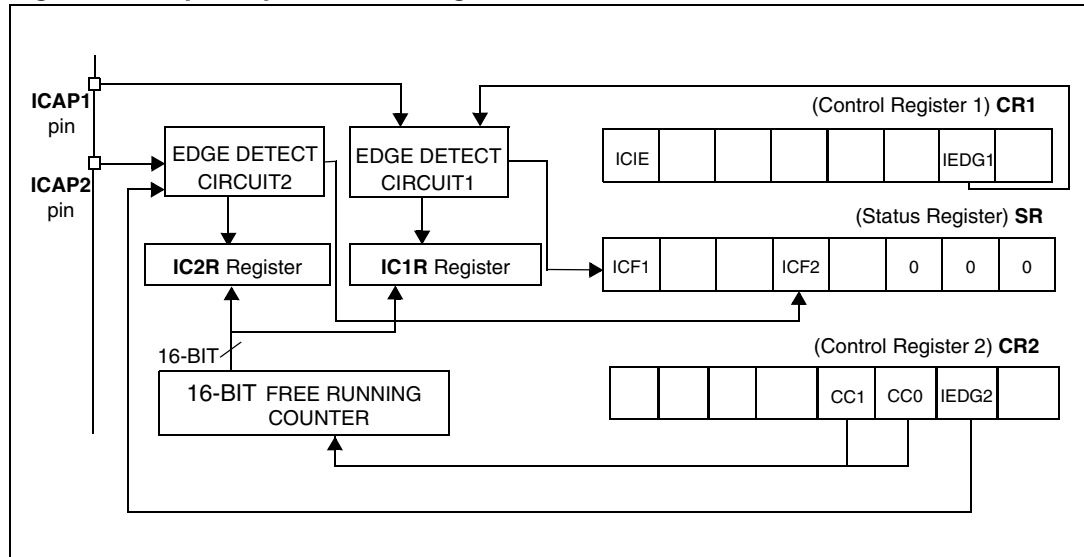 ICAP1
pin
ICAP2
pin
EDGE DETECT
CIRCUIT2
EDGE DETECT
CIRCUIT1
IC2R Register
IC1R Register
16-BIT
16-BIT FREE RUNNING
COUNTER
(Control Register 1) CR1
ICIE IEDG1
(Status Register) SR
ICF1 ICF2 0 0 0
(Control Register 2) CR2
CC1 CC0 IEDG2